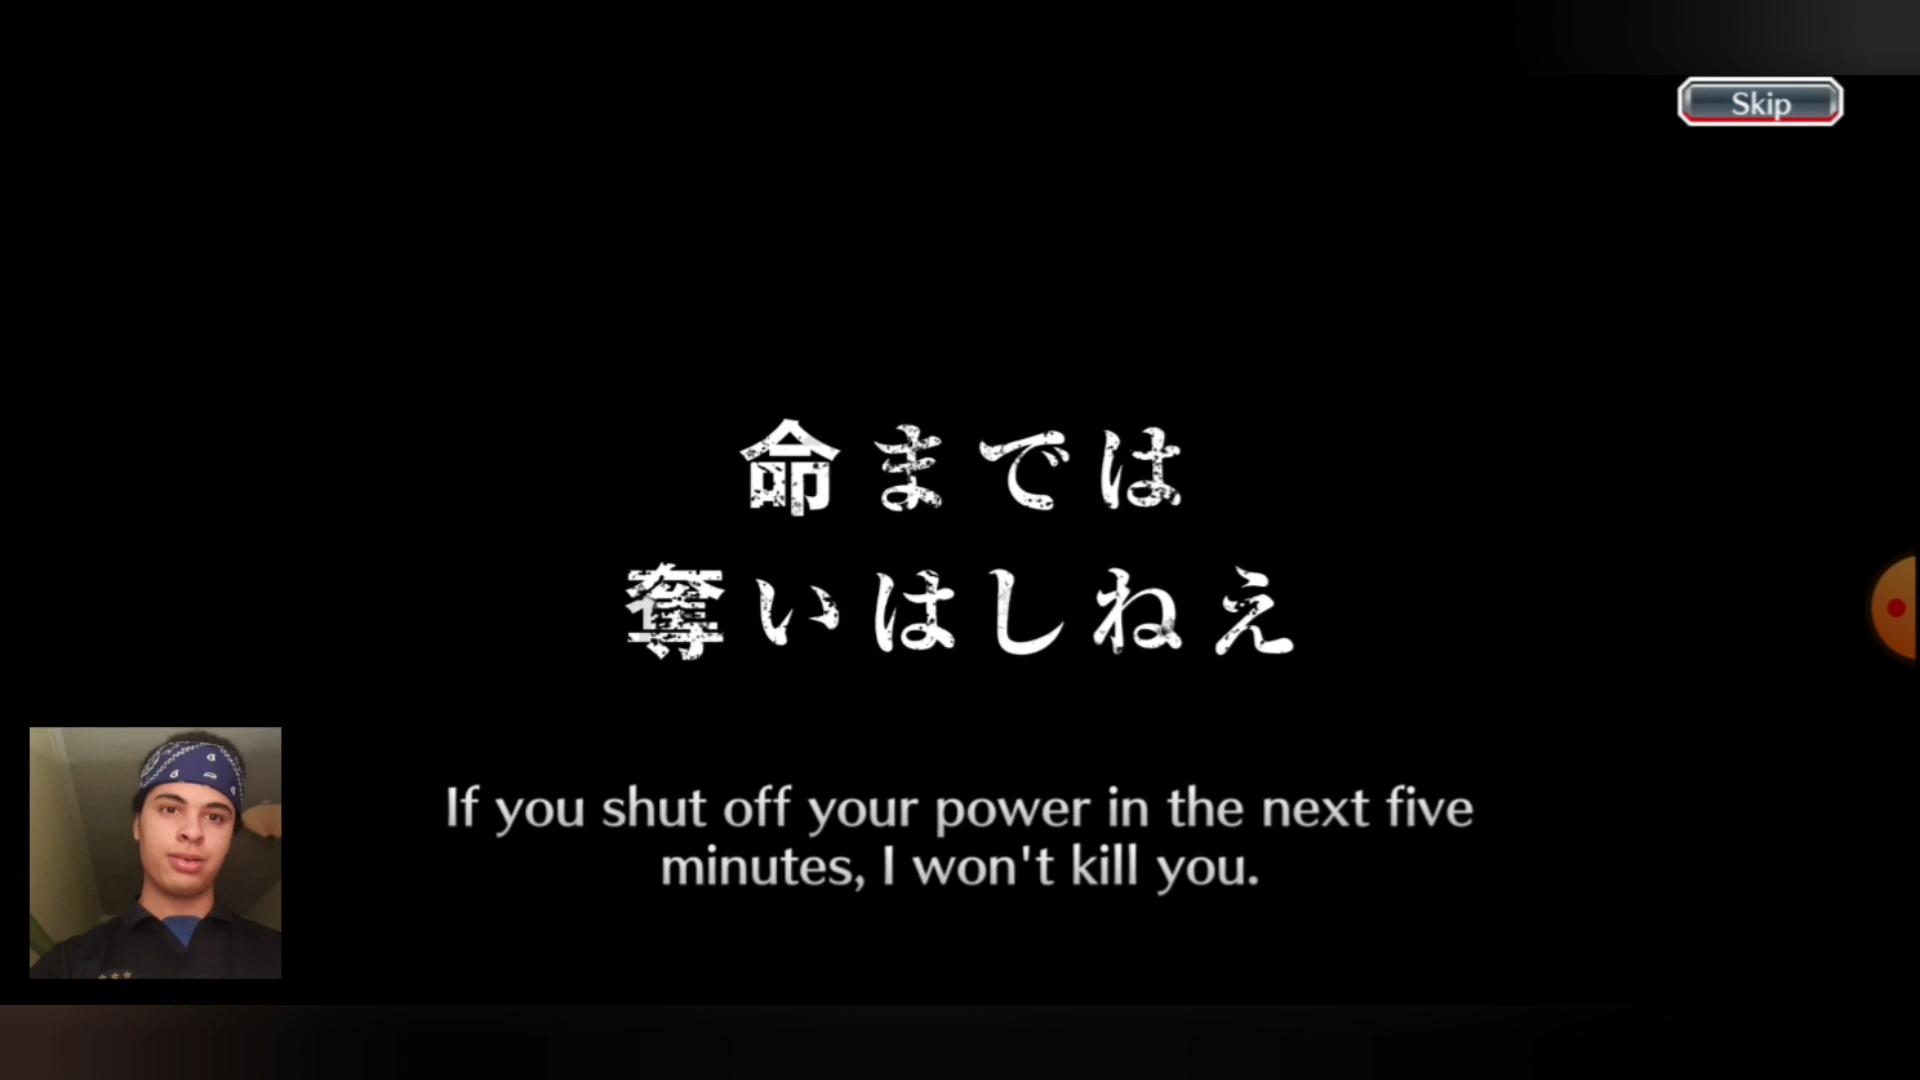 Skip
命までは
奪いはしねえ
If you shut off your power in the next five
minutes, I won't kill you.